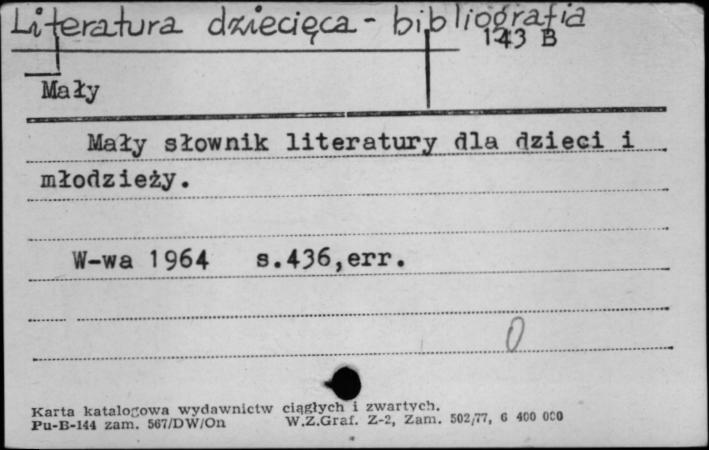 Literatura dziecięca - bibliografia
143 B
Mały
Mały słownik literatury dla dzieci i
młodzieży.
W-wa 1964 s.436,err.
0
Karta katalogowa wydawnictw ciągłych i zwartych.
Pu-B-144 zam. 567/DW/On W.Z.Graf. Z-2, Zam. 502/77, 6 400 000